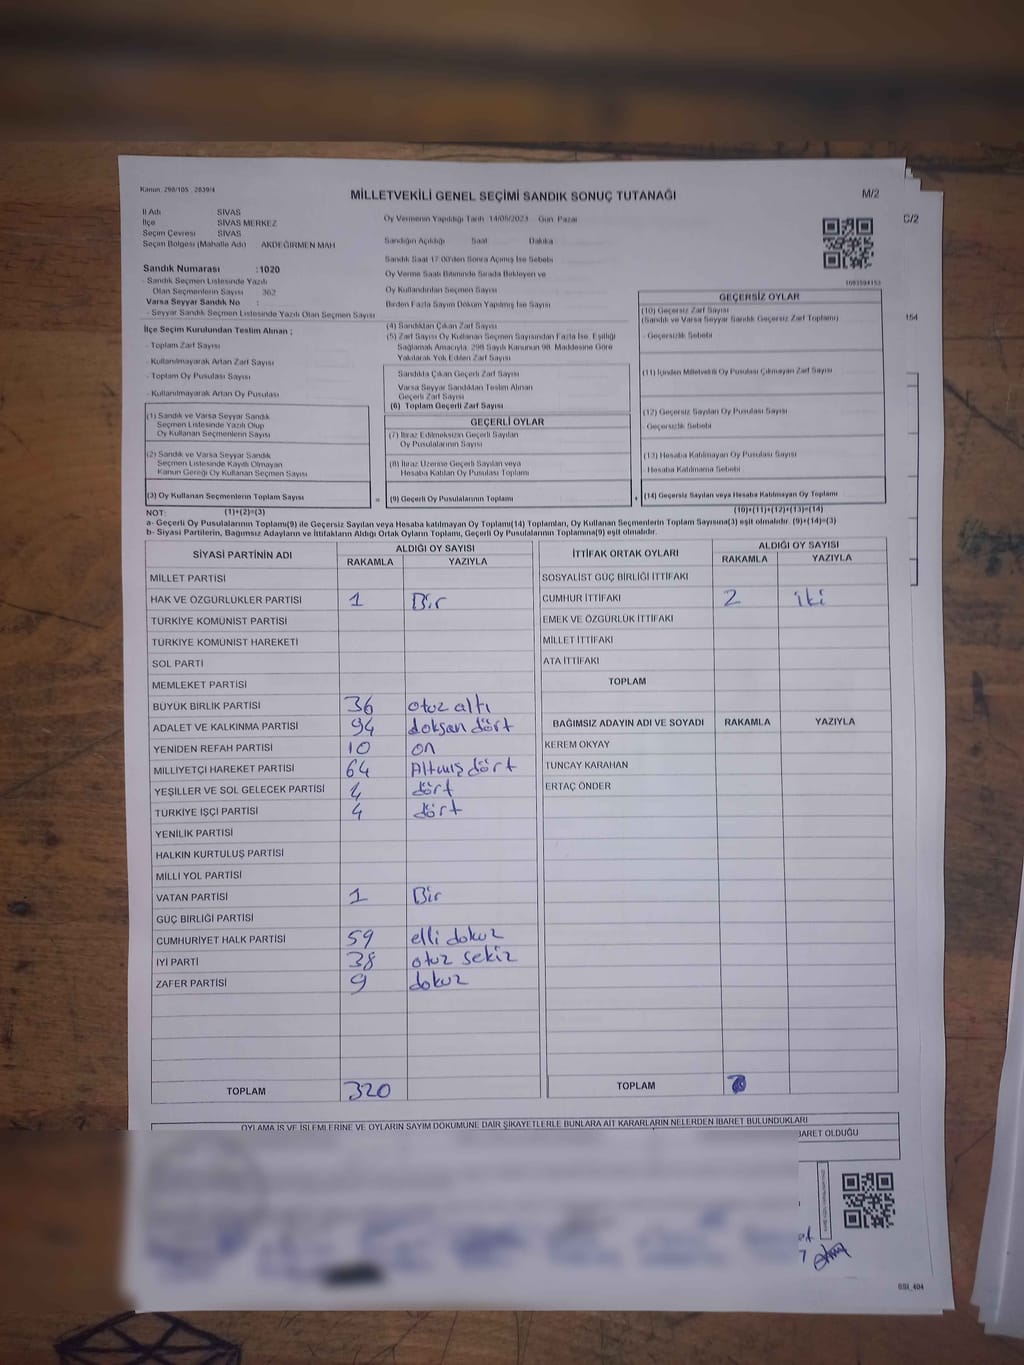 Kanun: 298/105 , 2839/4
MİLLETVEKİLİ GENEL SEÇİMİ SANDIK SONUÇ TUTANAĞI
M/2
C/2
İl Adı SİVAS
İlçe SİVAS MERKEZ
Seçim Çevresi SİVAS
Seçim Bölgesi (Mahalle Adı) AKDEĞİRMEN MAH
Sandık Numarası :1020
- Sandık Seçmen Listesinde Yazılı
Olan Seçmenlerin Sayısı 362
Varsa Seyyar Sandık No :
- Seyyar Sandık Seçmen Listesinde Yazılı Olan Seçmen Sayısı
Oy Vermenin Yapıldığı Tarih 14/05/2023 Gün Pazar
Sandığın Açıldığı Saat Dakika
Sandık Saat 17:00'den Sonra Açılmış İse Sebebi
Oy Verme Saati Bitiminde Sırada Bekleyen ve
Oy Kullandırılan Seçmen Sayısı
Birden Fazla Sayım Döküm Yapılmış İse Sayısı
154
İlçe Seçim Kurulundan Teslim Alınan ;
- Toplam Zarf Sayısı
- Kullanılmayarak Artan Zarf Sayısı
- Toplam Oy Pusulası Sayısı
- Kullanılmayarak Artan Oy Pusulası
(1) Sandık ve Varsa Seyyar Sandık
Seçmen Listesinde Yazılı Olup
Oy Kullanan Seçmenlerin Sayısı
(2) Sandık ve Varsa Seyyar Sandık
Seçmen Listesinde Kayıtlı Olmayan
Kanun Gereği Oy Kullanan Seçmen Sayısı
(3) Oy Kullanan Seçmenlerin Toplam Sayısı
(4) Sandıktan Çıkan Zarf Sayısı
(5) Zarf Sayısı Oy Kullanan Seçmen Sayısından Fazla İse, Eşitliği
Sağlamak Amacıyla, 298 Sayılı Kanunun 98. Maddesine Göre
Yakılarak Yok Edilen Zarf Sayısı
Sandıkta Çıkan Geçerli Zarf Sayısı
Varsa Seyyar Sandıktan Teslim Alınan
Geçerli Zarf Sayısı
(6) Toplam Geçerli Zarf Sayısı
GEÇERLİ OYLAR
(7) İtiraz Edilmeksizin Geçerli Sayılan
Oy Pusulalarının Sayısı
(8) İtiraz Üzerine Geçerli Sayılan veya
Hesaba Katılan Oy Pusulası Toplamı
= (9) Geçerli Oy Pusulalarının Toplamı
GEÇERSİZ OYLAR
(10) Geçersiz Zarf Sayısı
(Sandık ve Varsa Seyyar Sandık Geçersiz Zarf Toplamı)
- Geçersizlik Sebebi
(11) İçinden Milletvekili Oy Pusulası Çıkmayan Zarf Sayısı
(12) Geçersiz Sayılan Oy Pusulası Sayısı
- Geçersizlik Sebebi
(13) Hesaba Katılmayan Oy Pusulası Sayısı
- Hesaba Katılmama Sebebi
+ (14) Geçersiz Sayılan veya Hesaba Katılmayan Oy Toplamı
NOT: (1)+(2)=(3) (10)+(11)+(12)+(13)=(14)
a- Geçerli Oy Pusulalarının Toplamı(9) ile Geçersiz Sayılan veya Hesaba katılmayan Oy Toplamı(14) Toplamları, Oy Kullanan Seçmenlerin Toplam Sayısına(3) eşit olmalıdır. (9)+(14)=(3)
b- Siyasi Partilerin, Bağımsız Adayların ve İttifakların Aldığı Ortak Oyların Toplamı, Geçerli Oy Pusulalarının Toplamına(9) eşit olmalıdır.
SİYASİ PARTİNİN ADI ALDIĞI OY SAYISI
RAKAMLA YAZIYLA
MİLLET PARTİSİ
HAK VE ÖZGÜRLÜKLER PARTİSİ 1 Bir
TÜRKİYE KOMÜNİST PARTİSİ
TÜRKİYE KOMÜNİST HAREKETİ
SOL PARTİ
MEMLEKET PARTİSİ
BÜYÜK BİRLİK PARTİSİ 36 otuz altı
ADALET VE KALKINMA PARTİSİ 94 doksan dört
YENİDEN REFAH PARTİSİ 10 on
MİLLİYETÇİ HAREKET PARTİSİ 64 Altmış dört
YEŞİLLER VE SOL GELECEK PARTİSİ 4 dört
TÜRKİYE İŞÇİ PARTİSİ 4 dört
YENİLİK PARTİSİ
HALKIN KURTULUŞ PARTİSİ
MİLLİ YOL PARTİSİ
VATAN PARTİSİ 1 Bir
GÜÇ BİRLİĞİ PARTİSİ
CUMHURİYET HALK PARTİSİ 59 elli dokuz
İYİ PARTİ 38 otuz sekiz
ZAFER PARTİSİ 9 dokuz
TOPLAM 320
İTTİFAK ORTAK OYLARI ALDIĞI OY SAYISI
RAKAMLA YAZIYLA
SOSYALİST GÜÇ BİRLİĞİ İTTİFAKI
CUMHUR İTTİFAKI 2 iki
EMEK VE ÖZGÜRLÜK İTTİFAKI
MİLLET İTTİFAKI
ATA İTTİFAKI
TOPLAM
BAĞIMSIZ ADAYIN ADI VE SOYADI RAKAMLA YAZIYLA
KEREM OKYAY
TUNCAY KARAHAN
ERTAÇ ÖNDER
TOPLAM
OYLAMA İŞ VE İŞLEMLERİNE VE OYLARIN SAYIM DÖKÜMÜNE DAİR ŞİKAYETLERLE BUNLARA AİT KARARLARIN NELERDEN İBARET BULUNDUKLARI
BARET OLDUĞU
SSI_404